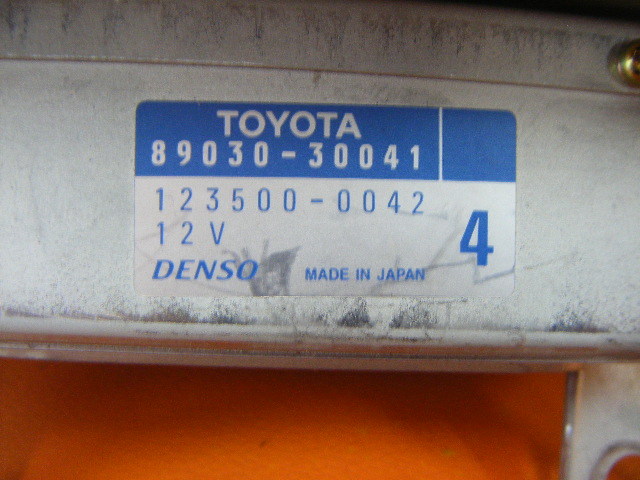 TOYOTA
89030-30041
123500-0042
12V
4
DENSO MADE IN JAPAN